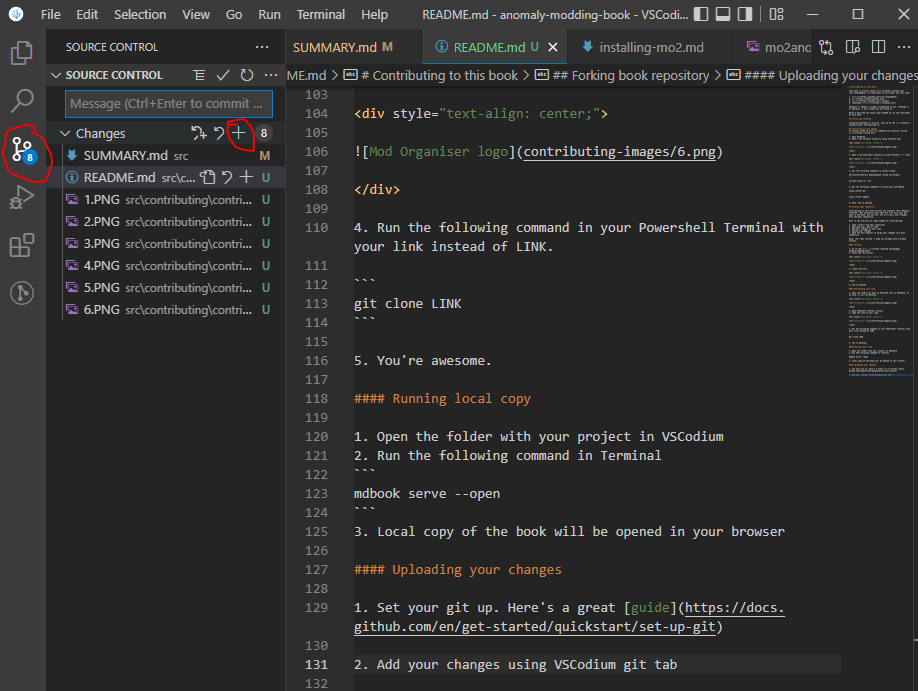 File Edit Selection View Go Run Terminal Help README.md - anomaly-modding-book - VSCodi...
SOURCE CONTROL ...
SUMMARY.md M README.md U installing-mo2.md mo2and
SOURCE CONTROL
ME.md > # Contributing to this book > ## Forking book repository > #### Uploading your changes
Message (Ctrl+Enter to commit ...
Changes 8
8
SUMMARY.md src M
README.md src\c... U
1.PNG src\contributing\contri... U
2.PNG src\contributing\contri... U
3.PNG src\contributing\contri... U
4.PNG src\contributing\contri... U
5.PNG src\contributing\contri... U
6.PNG src\contributing\contri... U
103
104 <div style="text-align: center;">
105
106 ![Mod Organiser logo](contributing-images/6.png)
107
108 </div>
109
110 4. Run the following command in your Powershell Terminal with
your link instead of LINK.
111
112 ```
113 git clone LINK
114 ```
115
116 5. You're awesome.
117
118 #### Running local copy
119
120 1. Open the folder with your project in VSCodium
121 2. Run the following command in Terminal
122 ```
123 mdbook serve --open
124 ```
125 3. Local copy of the book will be opened in your browser
126
127 #### Uploading your changes
128
129 1. Set your git up. Here's a great [guide](https://docs.
github.com/en/get-started/quickstart/set-up-git)
130
131 2. Add your changes using VSCodium git tab
132